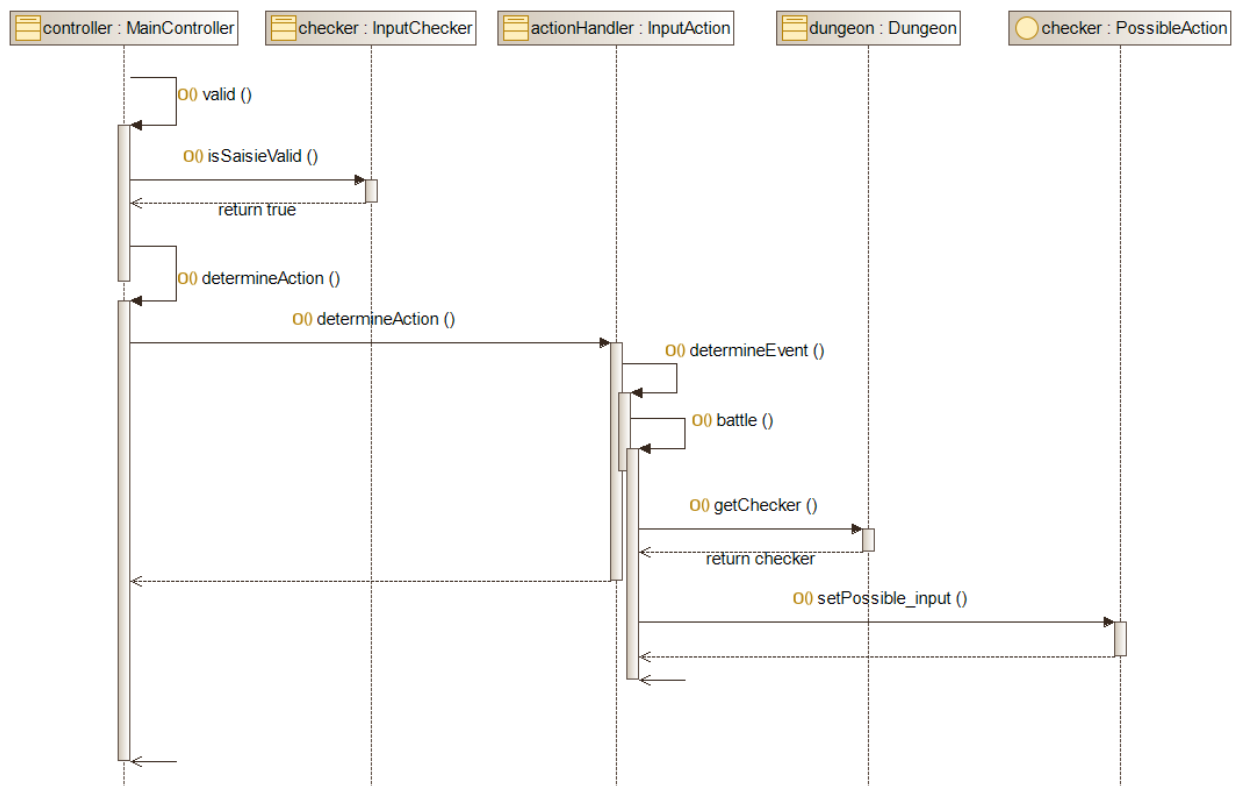 controller : MainController
checker : InputChecker
actionHandler : InputAction
dungeon : Dungeon
checker : PossibleAction
O() valid ()
O() isSaisieValid ()
return true
O() determineAction ()
O() determineAction ()
O() determineEvent ()
O() battle ()
O() getChecker ()
return checker
O() setPossible_input ()